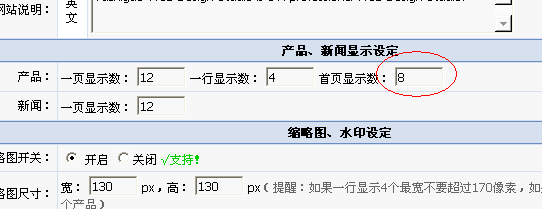 网站说明：
英文
产品、新闻显示设定
产品： 一页显示数： 12 一行显示数： 4 首页显示数： 8
新闻： 一页显示数： 12
缩略图、水印设定
略图开关： 开启 关闭 √支持!
略图尺寸： 宽： 130 px，高： 130 px（提醒：如果一行显示4个最宽不要超过170像素，如
个产品）